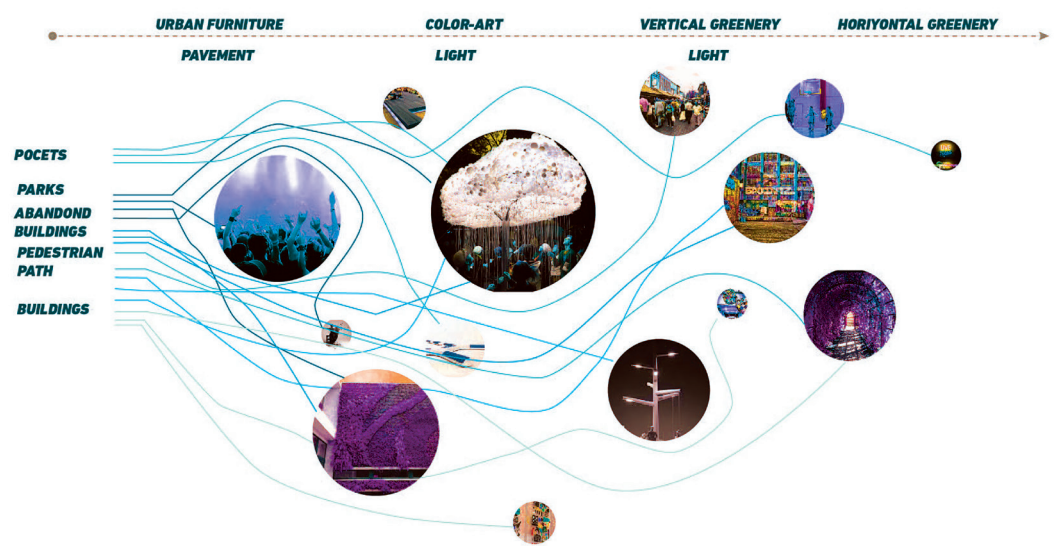 URBAN FURNITURE COLOR-ART VERTICAL GREENERY HORIYONTAL GREENERY
PAVEMENT LIGHT LIGHT
POCETS
PARKS
ABANDOND
BUILDINGS
PEDESTRIAN
PATH
BUILDINGS